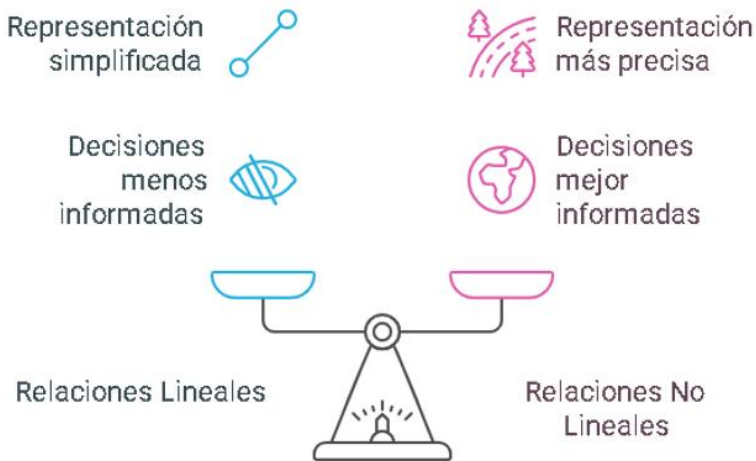 Representación
simplificada
Representación
más precisa
Decisiones
menos
informadas
Decisiones
mejor
informadas
Relaciones Lineales
Relaciones No
Lineales